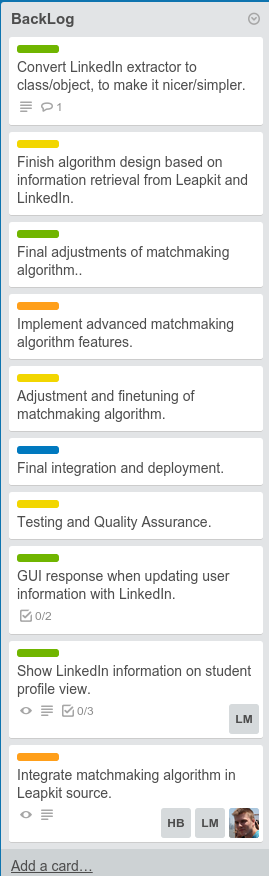 BackLog
Convert LinkedIn extractor to
class/object, to make it nicer/simpler.
1
Finish algorithm design based on
information retrieval from Leapkit and
LinkedIn.
Final adjustments of matchmaking
algorithm..
Implement advanced matchmaking
algorithm features.
Adjustment and finetuning of
matchmaking algorithm.
Final integration and deployment.
Testing and Quality Assurance.
GUI response when updating user
information with LinkedIn.
0/2
Show LinkedIn information on student
profile view.
0/3
LM
Integrate matchmaking algorithm in
Leapkit source.
HB LM
Add a card…